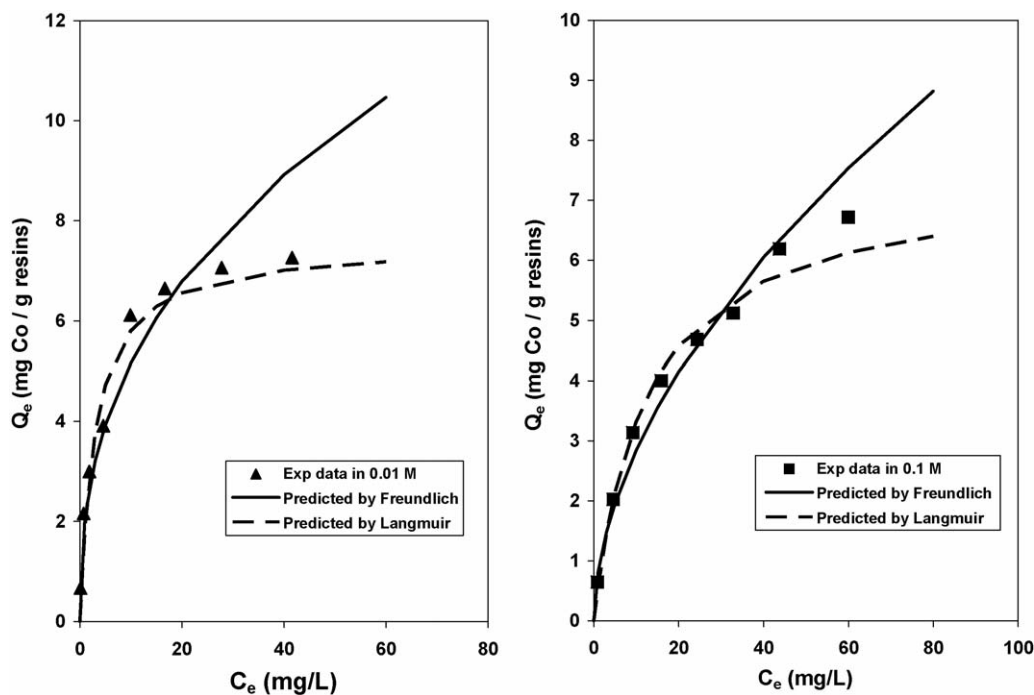 12
10
8
6
4
2
0
Qₑ (mg Co / g resins)
Exp data in 0.01 M
Predicted by Freundlich
Predicted by Langmuir
0 20 40 60 80
Cₑ (mg/L)
10
9
8
7
6
5
4
3
2
1
0
Qₑ (mg Co / g resins)
Exp data in 0.1 M
Predicted by Freundlich
Predicted by Langmuir
0 20 40 60 80 100
Cₑ (mg/L)